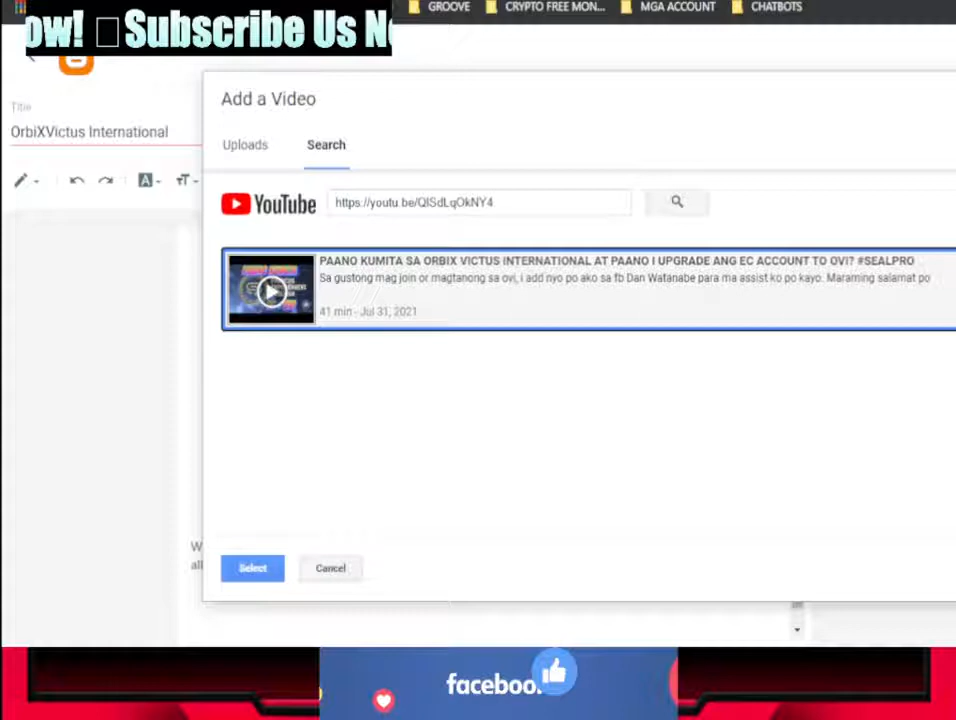 GROOVE CRYPTO FREE MON... MGA ACCOUNT CHATBOTS
ow! Subscribe Us N
Add a Video
Title
OrbiXVictus International
Uploads Search
YouTube https://youtu.be/QlSdLqOkNY4
PAANO KUMITA SA ORBIX VICTUS INTERNATIONAL AT PAANO I UPGRADE ANG EC ACCOUNT TO OVI? #SEALPRO
Sa gustong mag join or magtanong sa ovi, i add nyo po ako sa fb Dan Watanabe para ma assist ko po kayo. Maraming salamat po
41 min - Jul 31, 2021
W
all
Select Cancel
faceboo